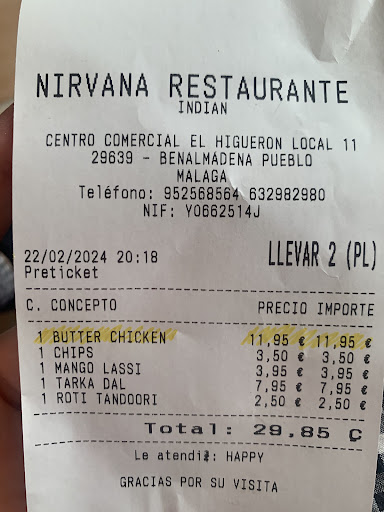 NIRVANA RESTAURANTE
INDIAN
CENTRO COMERCIAL EL HIGUERON LOCAL 11
29639 - BENALMADENA PUEBLO
MALAGA
Teléfono: 952568564 632982980
NIF: Y0662514J
22/02/2024 20:18 LLEVAR 2 (PL)
Preticket
C. CONCEPTO PRECIO IMPORTE
1 BUTTER CHICKEN 11,95 € 11,95 €
1 CHIPS 3,50 € 3,50 €
1 MANGO LASSI 3,95 € 3,95 €
1 TARKA DAL 7,95 € 7,95 €
1 ROTI TANDOORI 2,50 € 2,50 €
Total: 29,85 €
Le atendió: HAPPY
GRACIAS POR SU VISITA